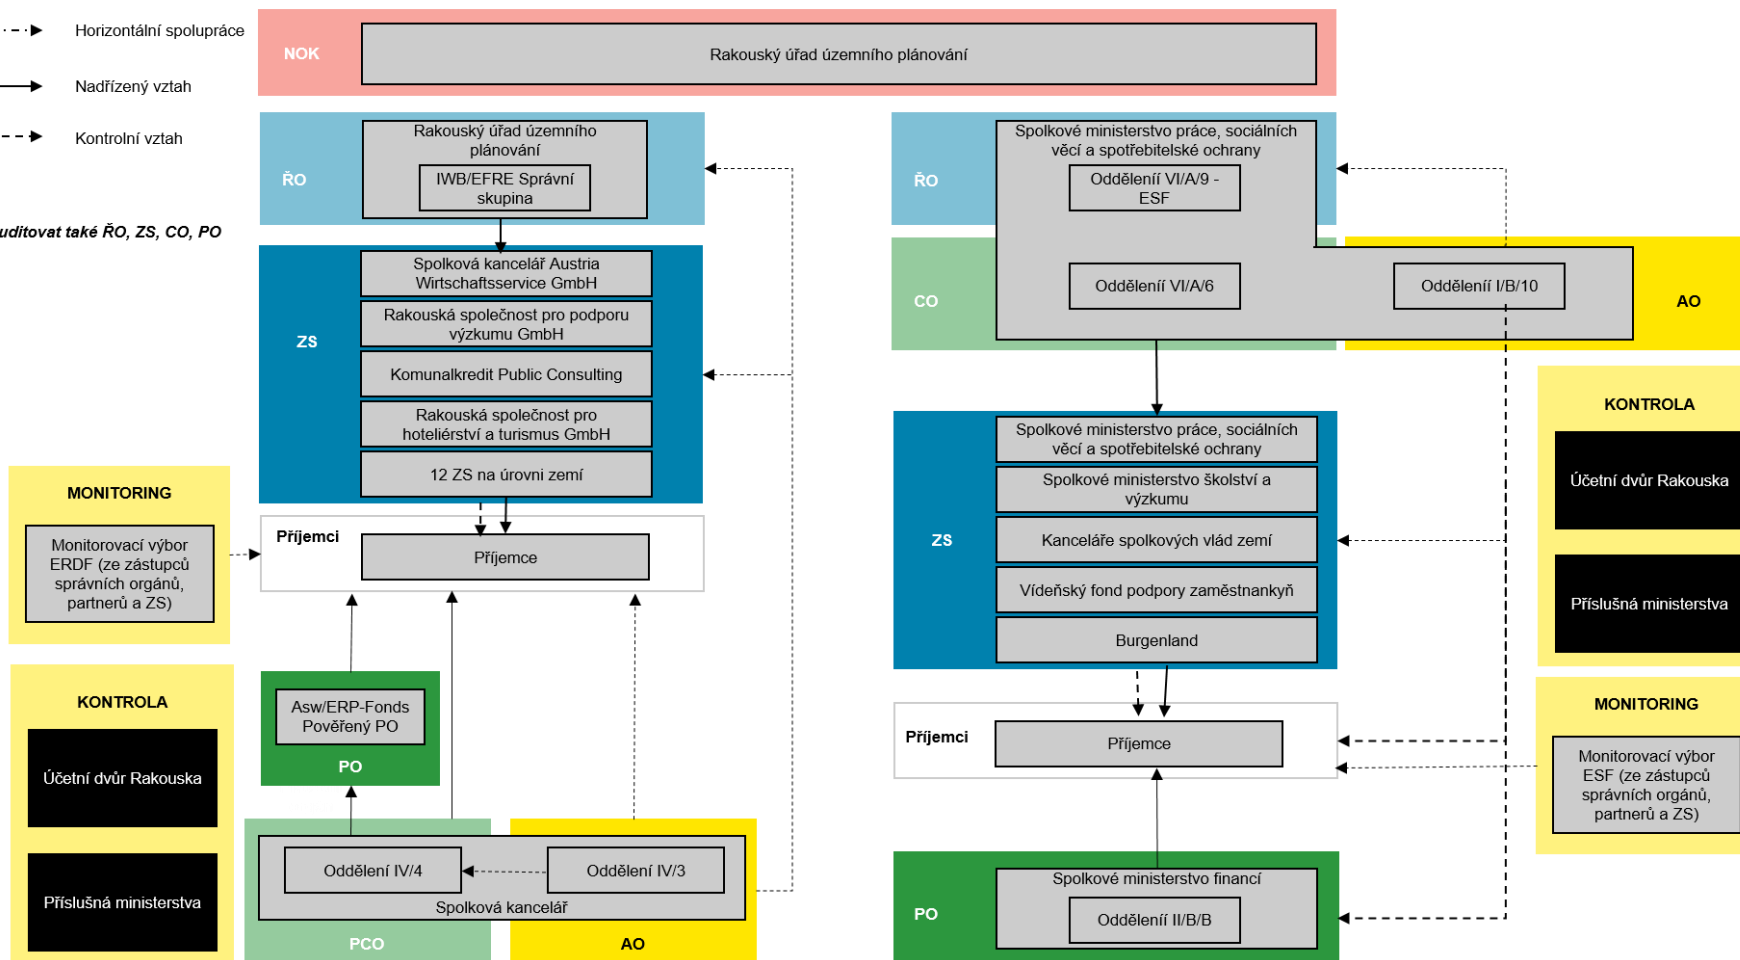 Horizontální spolupráce
Nadřízený vztah
Kontrolní vztah
uditovat také ŘO, ZS, CO, PO
NOK
Rakouský úřad územního plánování
ŘO
Rakouský úřad územního
plánování
IWB/EFRE Správní
skupina
ZS
Spolková kancelář Austria
Wirtschaftsservice GmbH
Rakouská společnost pro podporu
výzkumu GmbH
Komunalkredit Public Consulting
Rakouská společnost pro
hoteliérství a turismus GmbH
12 ZS na úrovni zemí
Příjemci
Příjemce
MONITORING
Monitorovací výbor
ERDF (ze zástupců
správních orgánů,
partnerů a ZS)
KONTROLA
Účetní dvůr Rakouska
Příslušná ministerstva
Asw/ERP-Fonds
Pověřený PO
PO
Oddělení IV/4
Oddělení IV/3
Spolková kancelář
PCO
AO
ŘO
Spolkové ministerstvo práce, sociálních
věcí a spotřebitelské ochrany
Odděleníí VI/A/9 -
ESF
CO
Odděleníí VI/A/6
Odděleníí I/B/10
AO
ZS
Spolkové ministerstvo práce, sociálních
věcí a spotřebitelské ochrany
Spolkové ministerstvo školství a
výzkumu
Kanceláře spolkových vlád zemí
Vídeňský fond podpory zaměstnankyň
Burgenland
Příjemci
Příjemce
PO
Spolkové ministerstvo financí
Odděleníí II/B/B
KONTROLA
Účetní dvůr Rakouska
Příslušná ministerstva
MONITORING
Monitorovací výbor
ESF (ze zástupců
správních orgánů,
partnerů a ZS)